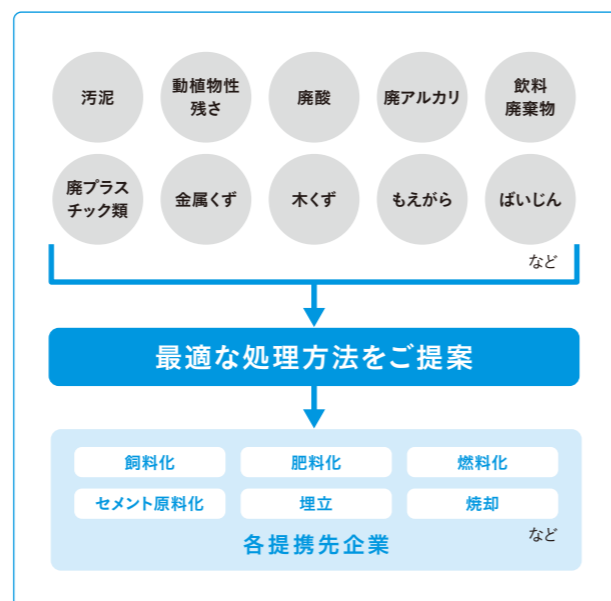 汚泥
動植物性
残さ
廃酸
廃アルカリ
飲料
廃棄物
廃プラス
チック類
金属くず
木くず
もえがら
ばいじん
など
最適な処理方法をご提案
飼料化
肥料化
燃料化
セメント原料化
埋立
焼却
など
各提携先企業